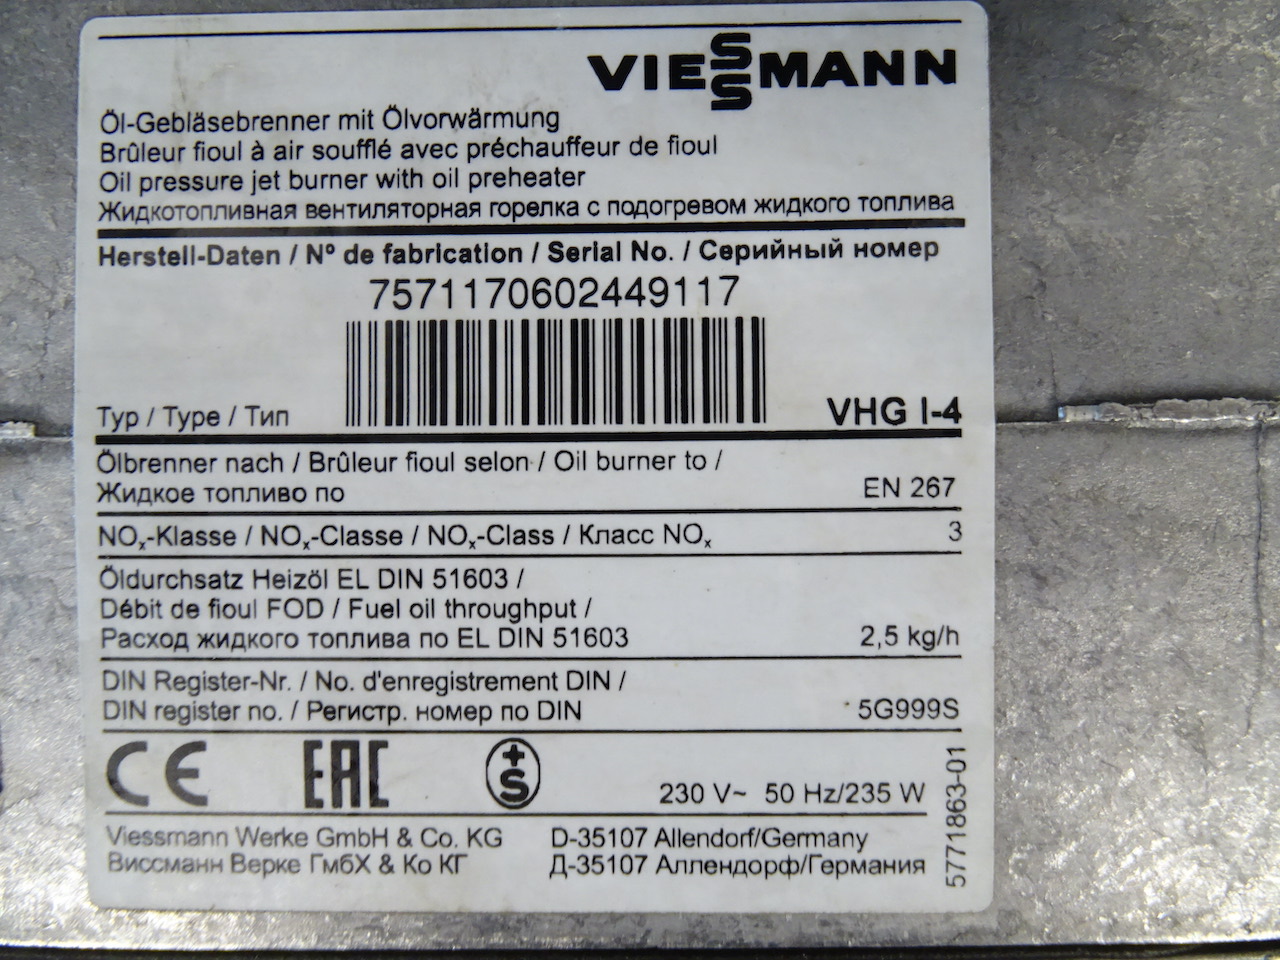 VIESSMANN
Öl-Gebläsebrenner mit Ölvorwärmung
Brûleur fioul à air soufflé avec préchauffeur de fioul
Oil pressure jet burner with oil preheater
Жидкотопливная вентиляторная горелка с подогревом жидкого топлива
Herstell-Daten / Nº de fabrication / Serial No. / Серийный номер
7571170602449117
Typ / Type / Тип VHG I-4
Ölbrenner nach / Brûleur fioul selon / Oil burner to /
Жидкое топливо по EN 267
NOx-Klasse / NOx-Classe / NOx-Class / Класс NOx 3
Öldurchsatz Heizöl EL DIN 51603 /
Débit de fioul FOD / Fuel oil throughput /
Расход жидкого топлива по EL DIN 51603 2,5 kg/h
DIN Register-Nr. / No. d'enregistrement DIN /
DIN register no. / Регистр. номер по DIN 5G999S
CE EAC +S 230 V~ 50 Hz/235 W
Viessmann Werke GmbH & Co. KG D-35107 Allendorf/Germany
Виссманн Верке ГмбХ & Ко КГ Д-35107 Аллендорф/Германия
5771863-01